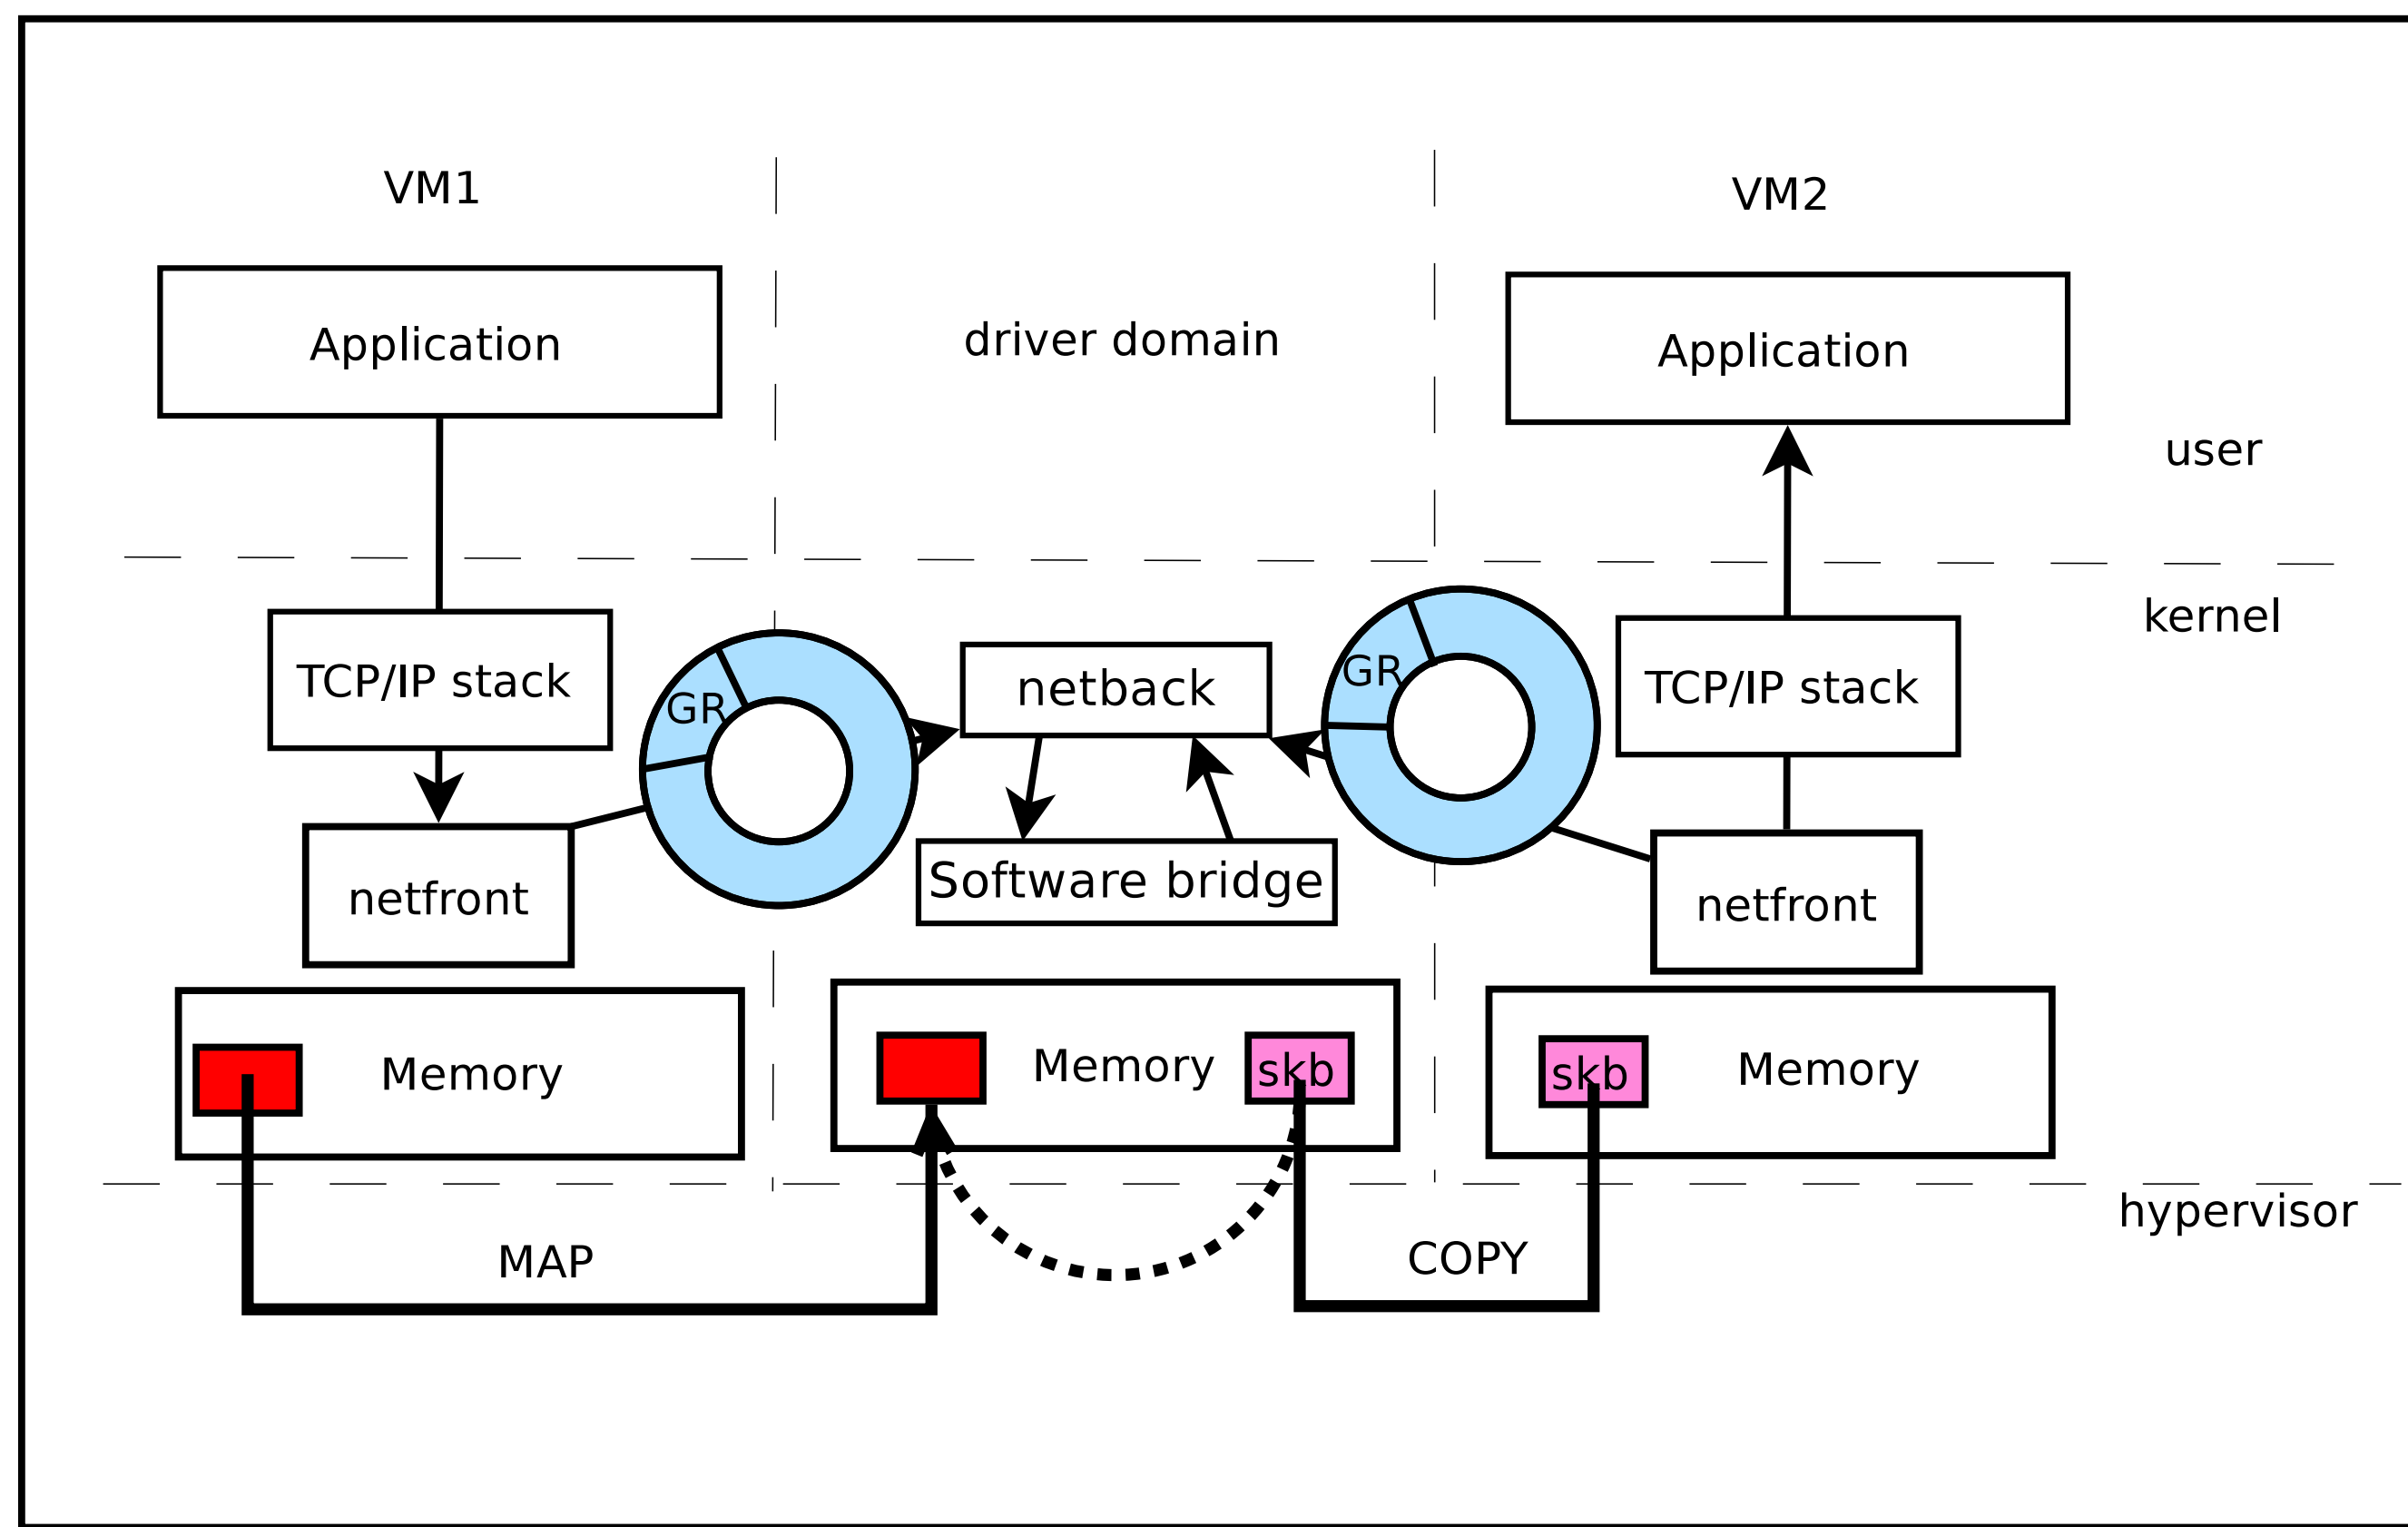 VM1
VM2
Application
driver domain
Application
user
kernel
TCP/IP stack
GR
netback
GR
TCP/IP stack
netfront
Software bridge
netfront
Memory
Memory
skb
skb
Memory
hypervisor
MAP
COPY